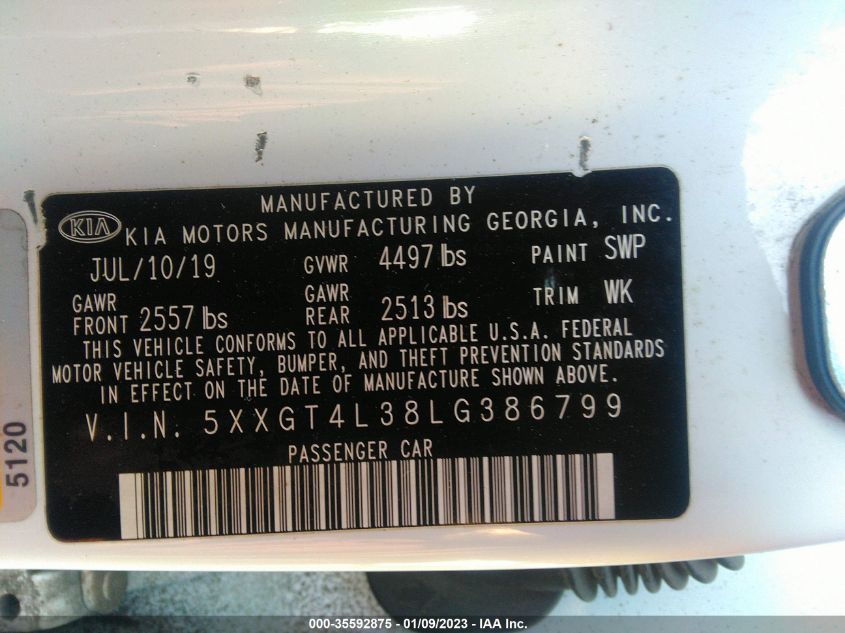 MANUFACTURED BY
KIA KIA MOTORS MANUFACTURING GEORGIA, INC.
JUL/10/19 GVWR 4497 lbs PAINT SWP
GAWR FRONT 2557 lbs GAWR REAR 2513 lbs TRIM WK
THIS VEHICLE CONFORMS TO ALL APPLICABLE U.S.A. FEDERAL
MOTOR VEHICLE SAFETY, BUMPER, AND THEFT PREVENTION STANDARDS
IN EFFECT ON THE DATE OF MANUFACTURE SHOWN ABOVE.
V.I.N. 5XXGT4L38LG386799
PASSENGER CAR
5120
000-35592875 - 01/09/2023 - IAA Inc.